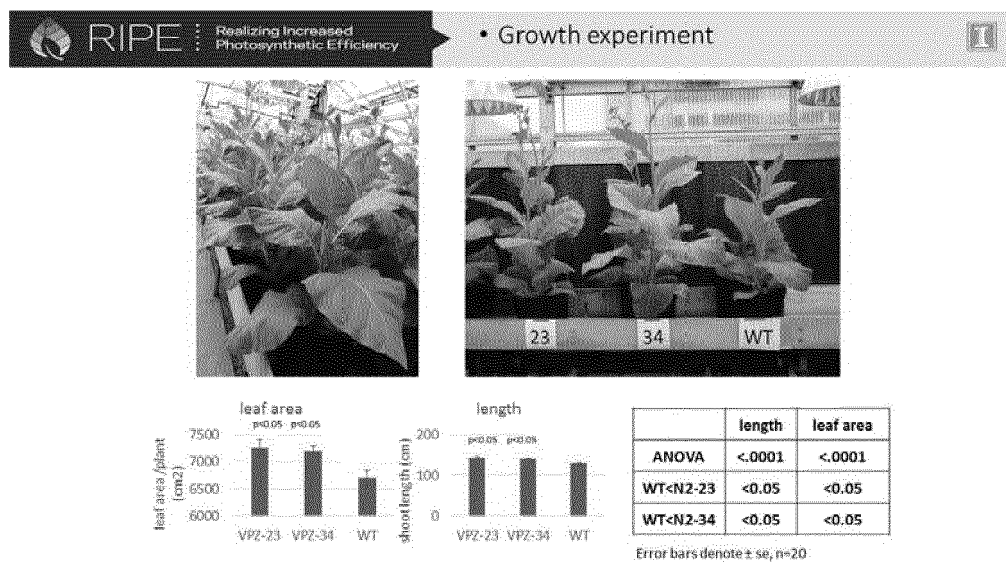 RIPE
Realizing Increased
Photosynthetic Efficiency
• Growth experiment
I
23
34
WT
leaf area
p<0.05 p<0.05
leaf area /plant
(cm2)
7500
7000
6500
6000
VPZ-23 VPZ-34 WT
length
p<0.05 p<0.05
shoot length (cm)
200
100
0
VPZ-23 VPZ-34 WT
length leaf area
ANOVA <.0001 <.0001
WT<N2-23 <0.05 <0.05
WT<N2-34 <0.05 <0.05
Error bars denote ± se, n=20